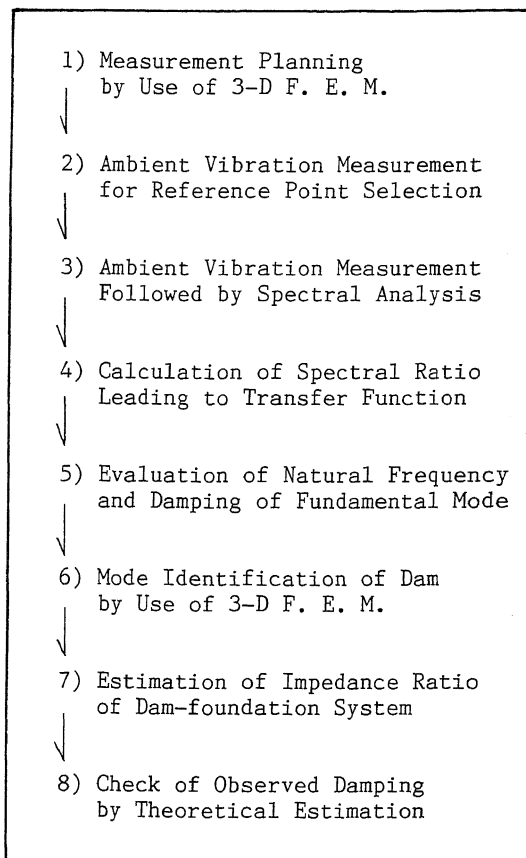 1) Measurement Planning
by Use of 3-D F. E. M.
2) Ambient Vibration Measurement
for Reference Point Selection
3) Ambient Vibration Measurement
Followed by Spectral Analysis
4) Calculation of Spectral Ratio
Leading to Transfer Function
5) Evaluation of Natural Frequency
and Damping of Fundamental Mode
6) Mode Identification of Dam
by Use of 3-D F. E. M.
7) Estimation of Impedance Ratio
of Dam-foundation System
8) Check of Observed Damping
by Theoretical Estimation